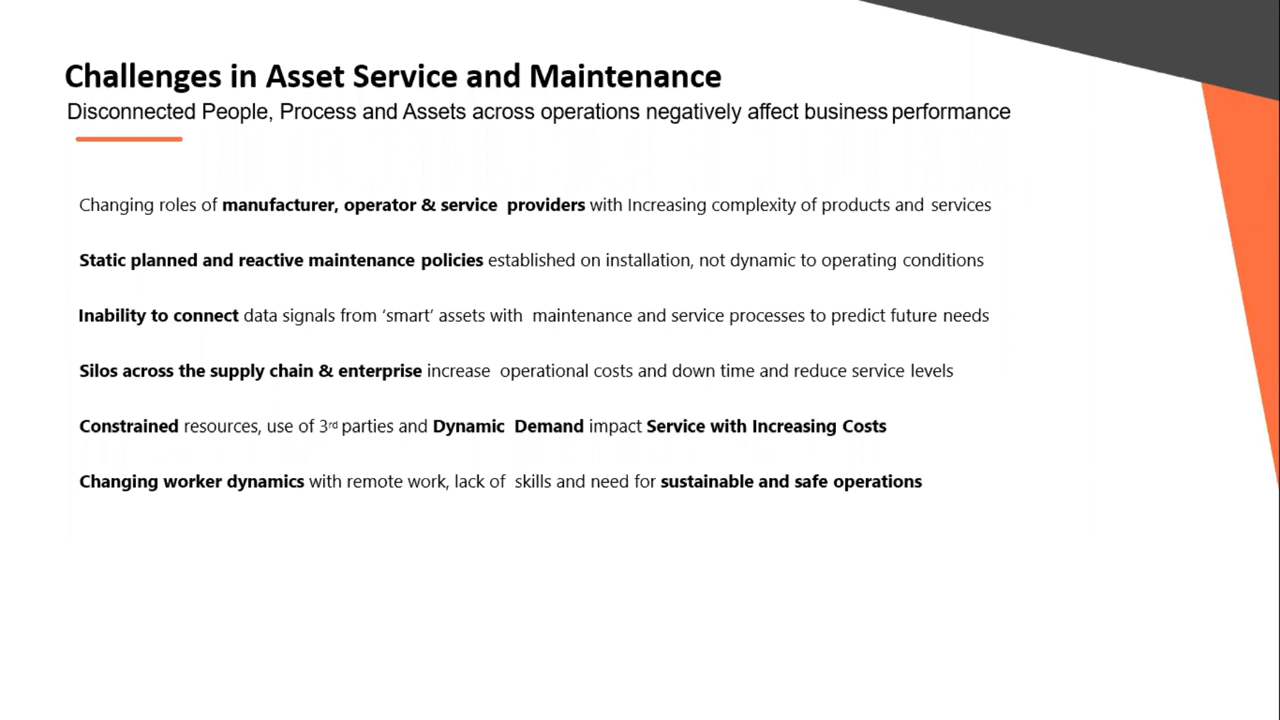 Challenges in Asset Service and Maintenance
Disconnected People, Process and Assets across operations negatively affect business performance
Changing roles of manufacturer, operator & service providers with Increasing complexity of products and services
Static planned and reactive maintenance policies established on installation, not dynamic to operating conditions
Inability to connect data signals from ‘smart’ assets with maintenance and service processes to predict future needs
Silos across the supply chain & enterprise increase operational costs and down time and reduce service levels
Constrained resources, use of 3rd parties and Dynamic Demand impact Service with Increasing Costs
Changing worker dynamics with remote work, lack of skills and need for sustainable and safe operations